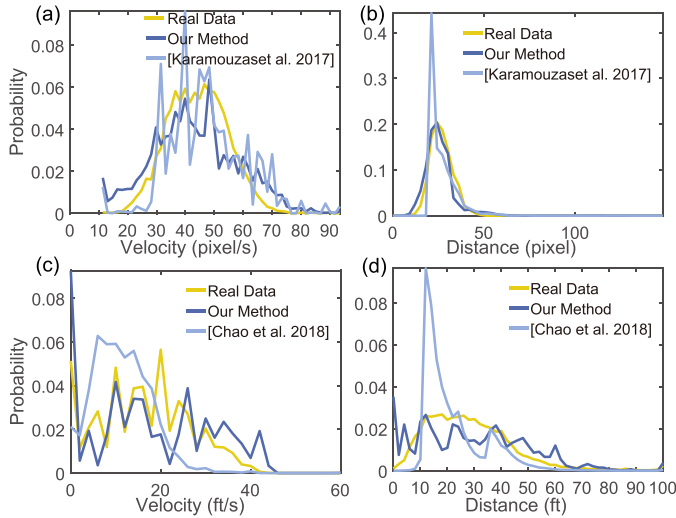 (a)
Real Data
Our Method
[Karamouzaset et al. 2017]
Probability
0.08
0.06
0.04
0.02
0
0 10 20 30 40 50 60 70 80 90
Velocity (pixel/s)
(b)
Real Data
Our Method
[Karamouzaset et al. 2017]
0.4
0.3
0.2
0.1
0
0 50 100
Distance (pixel)
(c)
Real Data
Our Method
[Chao et al. 2018]
Probability
0.08
0.06
0.04
0.02
0
0 20 40 60
Velocity (ft/s)
(d)
Real Data
Our Method
[Chao et al. 2018]
0.08
0.06
0.04
0.02
0
0 10 20 30 40 50 60 70 80 90 100
Distance (ft)